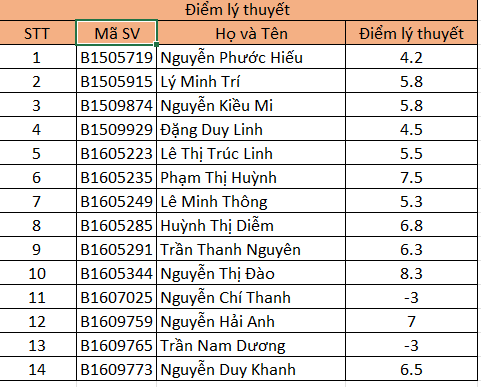 Điểm lý thuyết
STT Mã SV Họ và Tên Điểm lý thuyết
1 B1505719 Nguyễn Phước Hiếu 4.2
2 B1505915 Lý Minh Trí 5.8
3 B1509874 Nguyễn Kiều Mi 5.8
4 B1509929 Đặng Duy Linh 4.5
5 B1605223 Lê Thị Trúc Linh 5.5
6 B1605235 Phạm Thị Huỳnh 7.5
7 B1605249 Lê Minh Thông 5.3
8 B1605285 Huỳnh Thị Diễm 6.8
9 B1605291 Trần Thanh Nguyên 6.3
10 B1605344 Nguyễn Thị Đào 8.3
11 B1607025 Nguyễn Chí Thanh -3
12 B1609759 Nguyễn Hải Anh 7
13 B1609765 Trần Nam Dương -3
14 B1609773 Nguyễn Duy Khanh 6.5